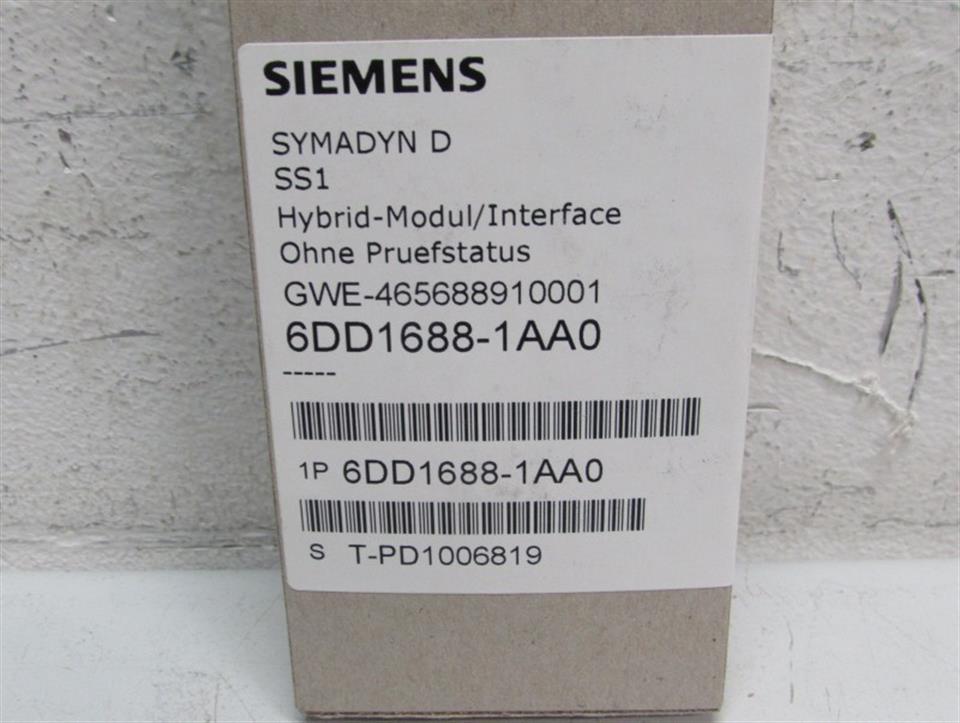 SIEMENS
SYMADYN D
SS1
Hybrid-Modul/Interface
Ohne Pruefstatus
GWE-465688910001
6DD1688-1AA0
-----
1P 6DD1688-1AA0
S T-PD1006819